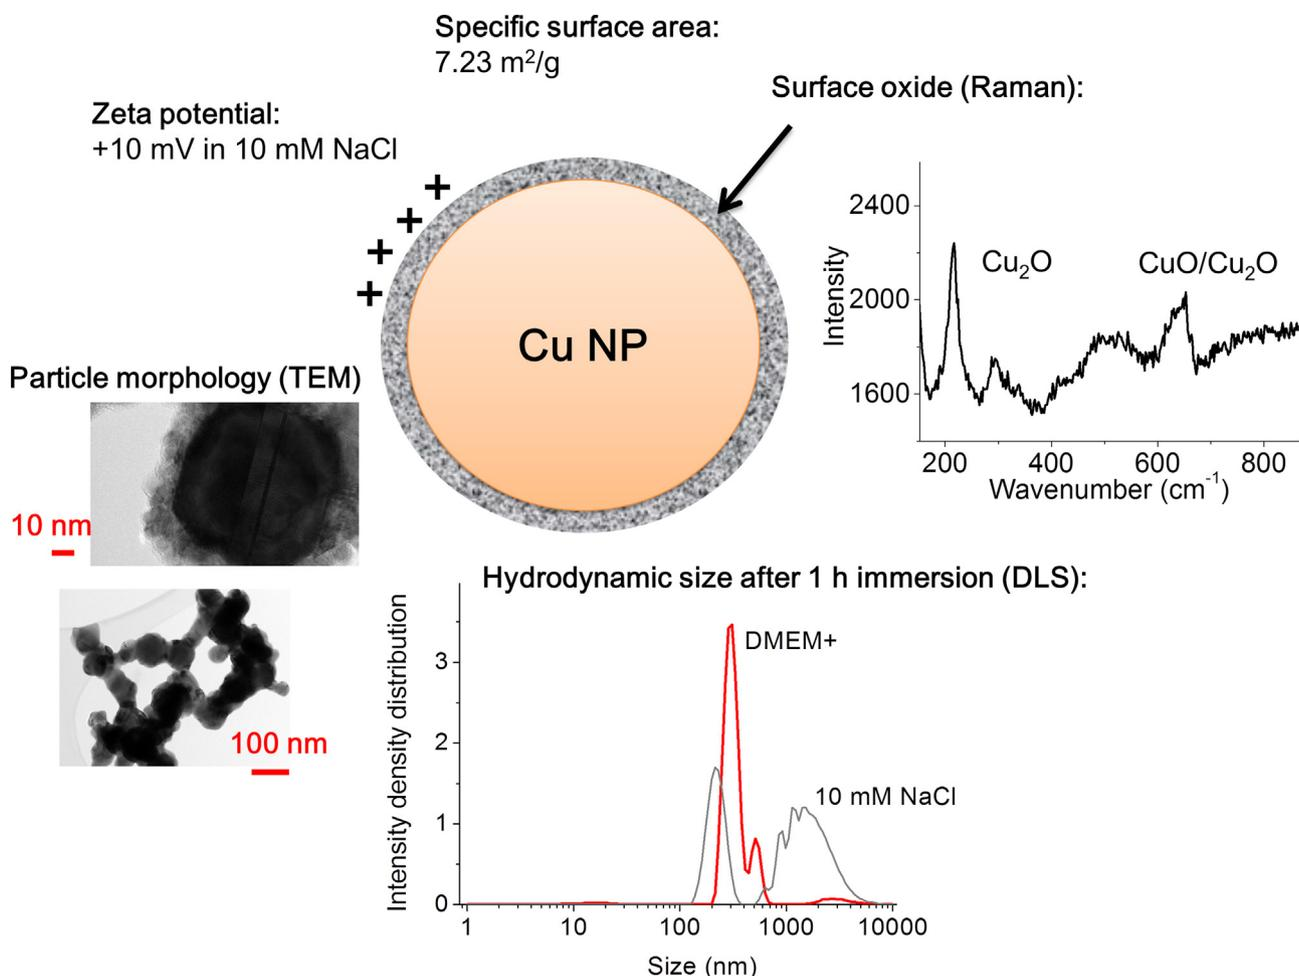 Specific surface area:
7.23 m²/g
Surface oxide (Raman):
Zeta potential:
+10 mV in 10 mM NaCl
+
+
+
+
Cu NP
Intensity
2400
2000
1600
Cu₂O
CuO/Cu₂O
200 400 600 800
Wavenumber (cm⁻¹)
Particle morphology (TEM)
10 nm
100 nm
Hydrodynamic size after 1 h immersion (DLS):
Intensity density distribution
3
2
1
0
DMEM+
10 mM NaCl
1 10 100 1000 10000
Size (nm)